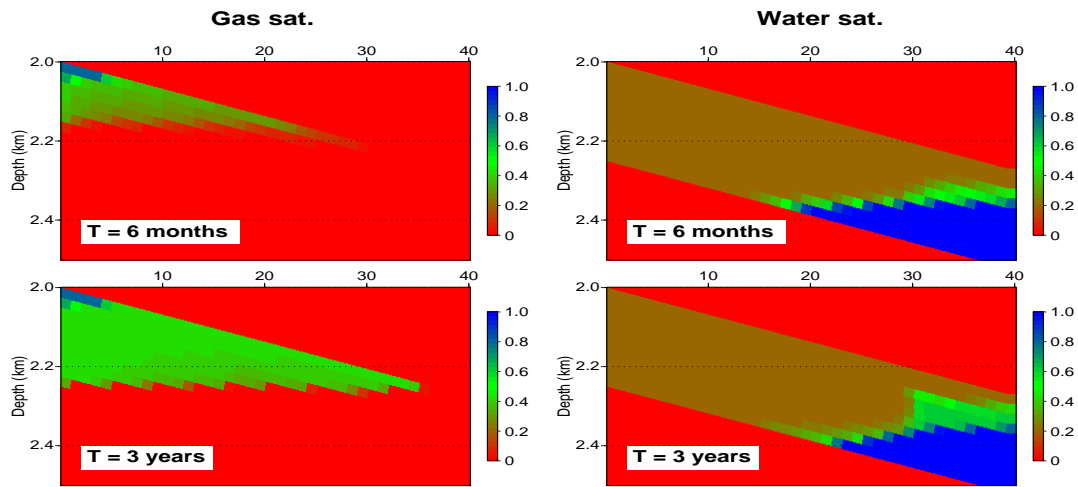 Gas sat.
Water sat.
10 20 30 40
10 20 30 40
2.0
2.2
2.4
Depth (km)
1.0
0.8
0.6
0.4
0.2
0
T = 6 months
2.0
2.2
2.4
Depth (km)
1.0
0.8
0.6
0.4
0.2
0
T = 6 months
10 20 30 40
10 20 30 40
2.0
2.2
2.4
Depth (km)
1.0
0.8
0.6
0.4
0.2
0
T = 3 years
2.0
2.2
2.4
Depth (km)
1.0
0.8
0.6
0.4
0.2
0
T = 3 years